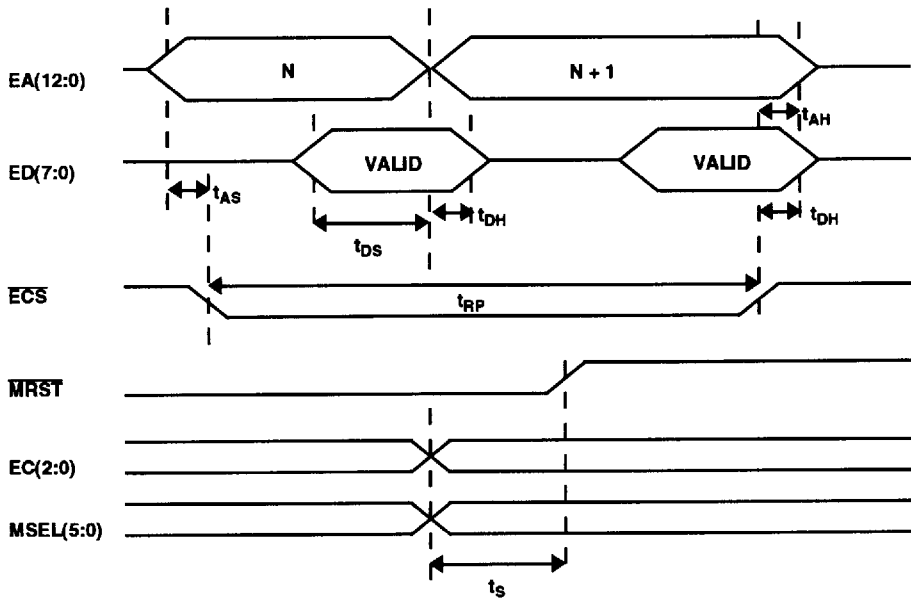 EA(12:0)
N
N + 1
tAH
ED(7:0)
VALID
VALID
tAS
tDS
tDH
tDH
ECS
tRP
MRST
EC(2:0)
MSEL(5:0)
tS